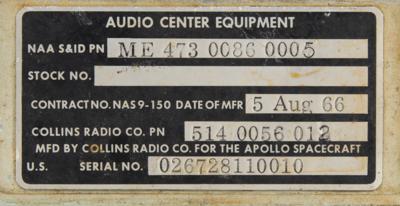 AUDIO CENTER EQUIPMENT
NAA S&ID PN ME 473 0086 0005
STOCK NO.
CONTRACT NO. NAS 9-150 DATE OF MFR 5 Aug 66
COLLINS RADIO CO. PN 514 0056 012
MFD BY COLLINS RADIO CO. FOR THE APOLLO SPACECRAFT
U.S. SERIAL NO. 026728110010